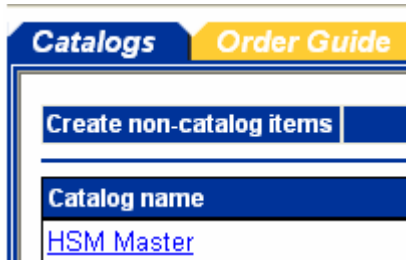 Catalogs Order Guide
Create non-catalog items
Catalog name
HSM Master